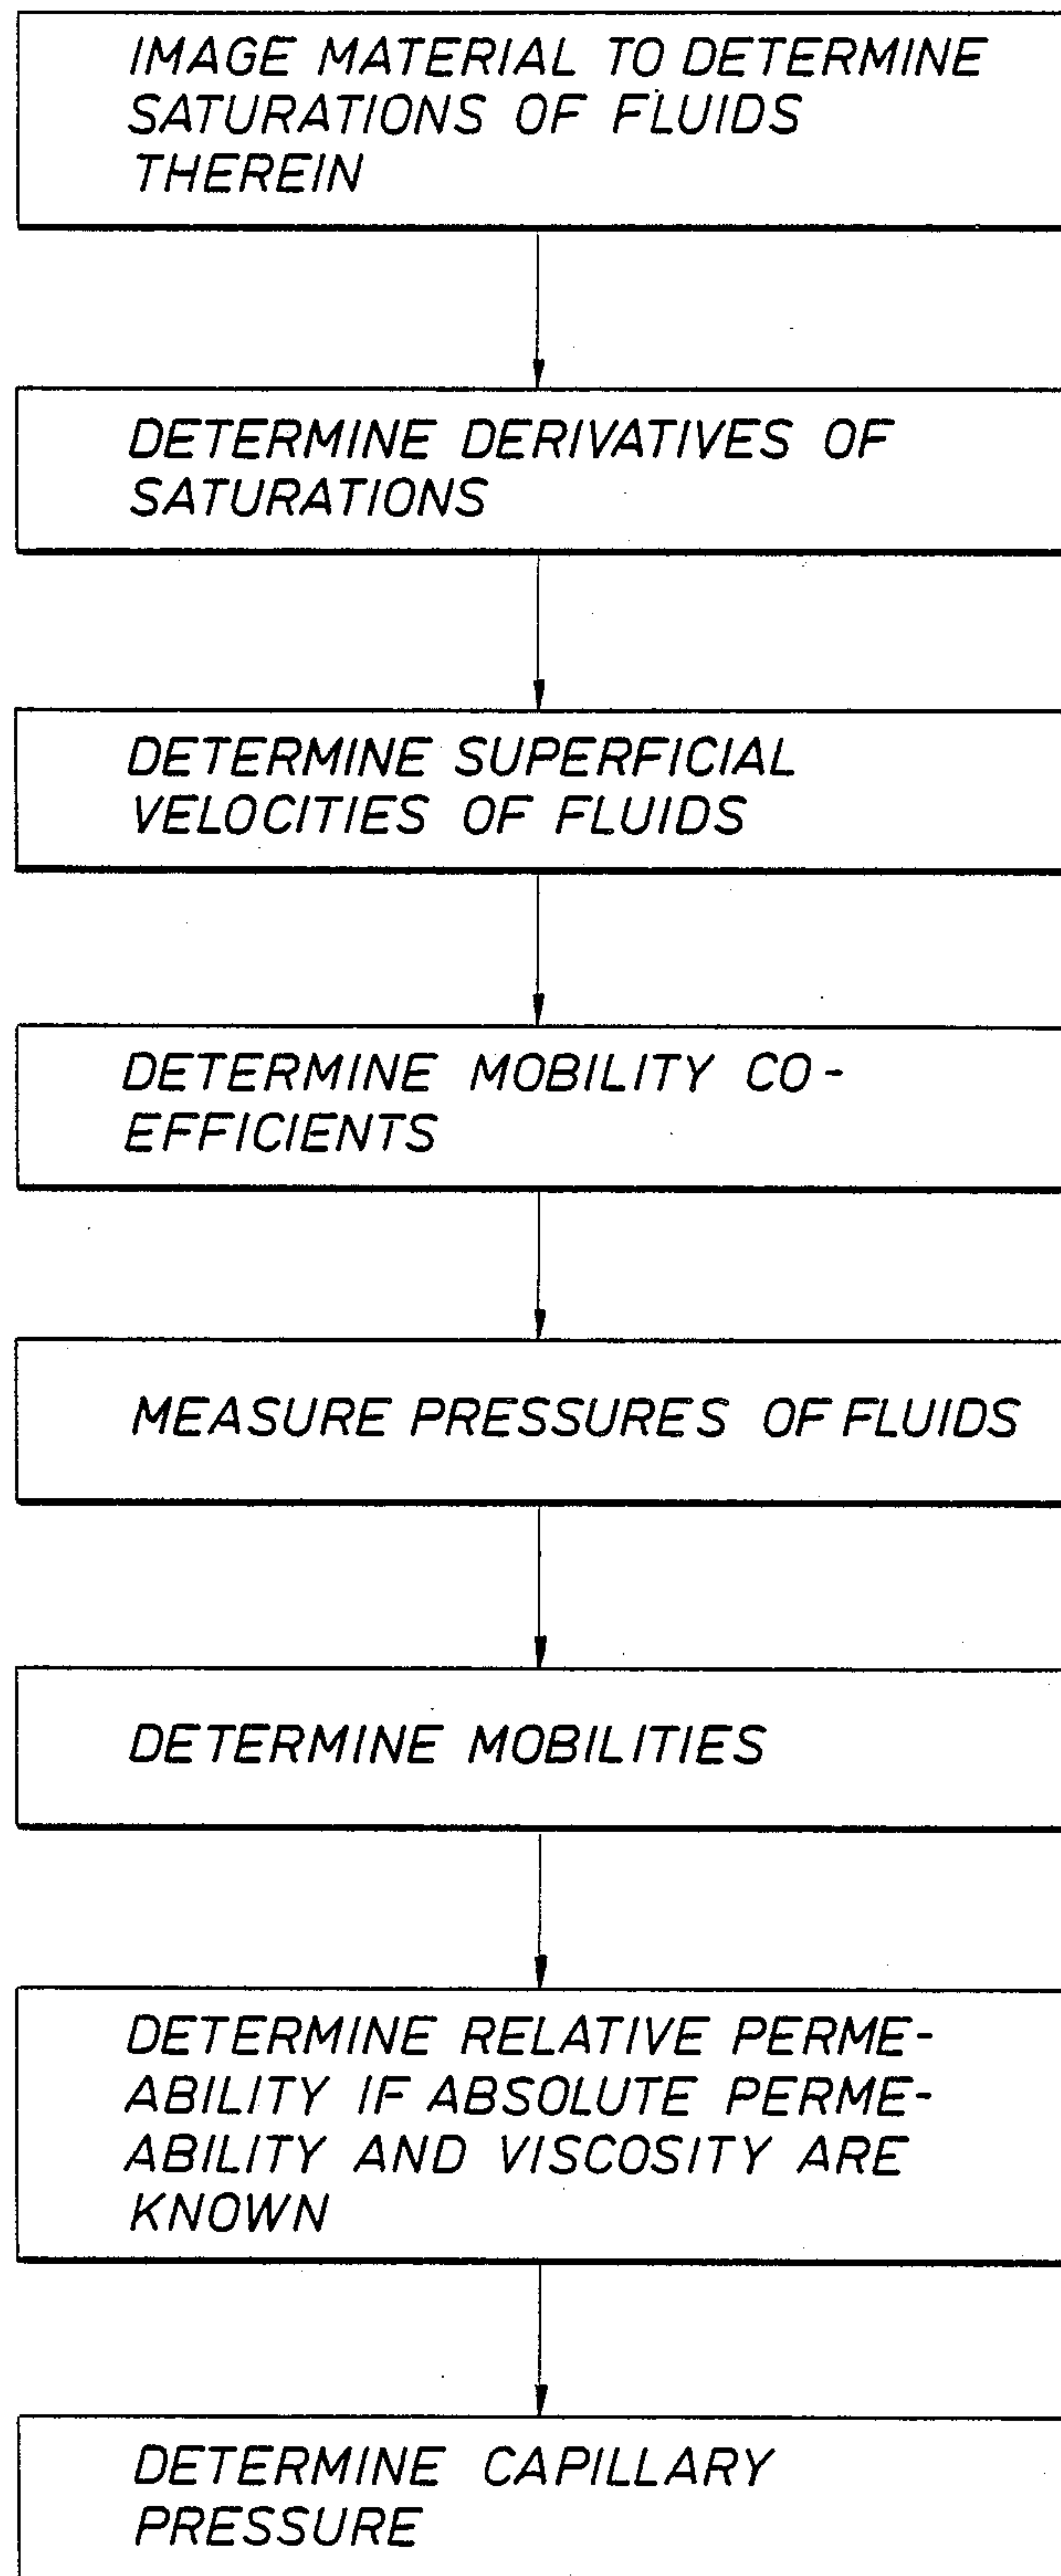 IMAGE MATERIAL TO DETERMINE
SATURATIONS OF FLUIDS
THEREIN
DETERMINE DERIVATIVES OF
SATURATIONS
DETERMINE SUPERFICIAL
VELOCITIES OF FLUIDS
DETERMINE MOBILITY CO-
EFFICIENTS
MEASURE PRESSURES OF FLUIDS
DETERMINE MOBILITIES
DETERMINE RELATIVE PERME-
ABILITY IF ABSOLUTE PERME-
ABILITY AND VISCOSITY ARE
KNOWN
DETERMINE CAPILLARY
PRESSURE